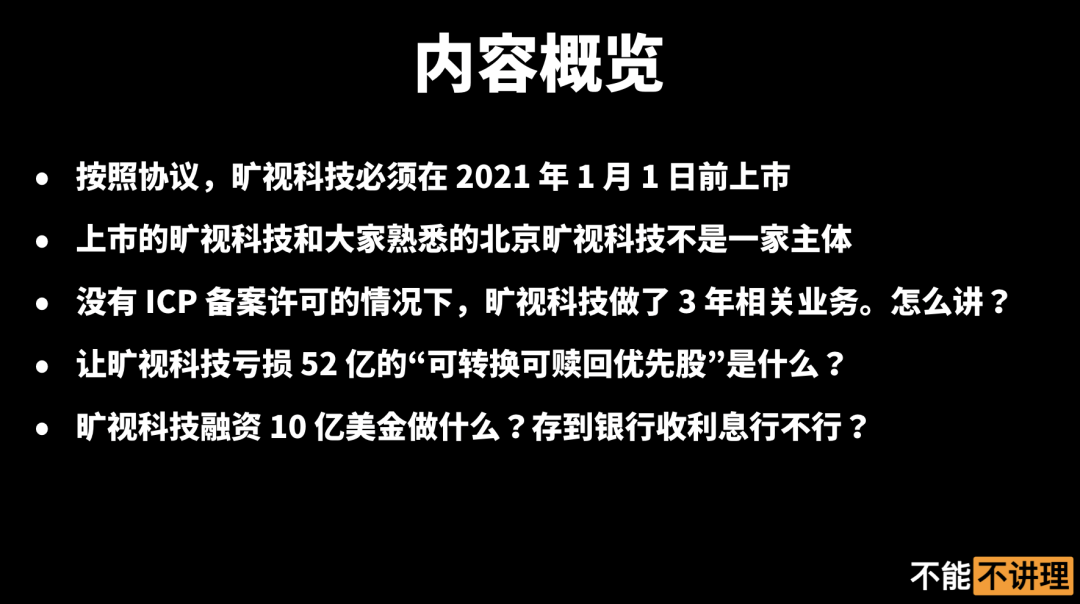 内容概览
• 按照协议，旷视科技必须在 2021 年 1 月 1 日前上市
• 上市的旷视科技和大家熟悉的北京旷视科技不是一家主体
• 没有 ICP 备案许可的情况下，旷视科技做了 3 年相关业务。怎么讲？
• 让旷视科技亏损 52 亿的“可转换可赎回优先股”是什么？
• 旷视科技融资 10 亿美金做什么？存到银行收利息行不行？
不能 不讲理